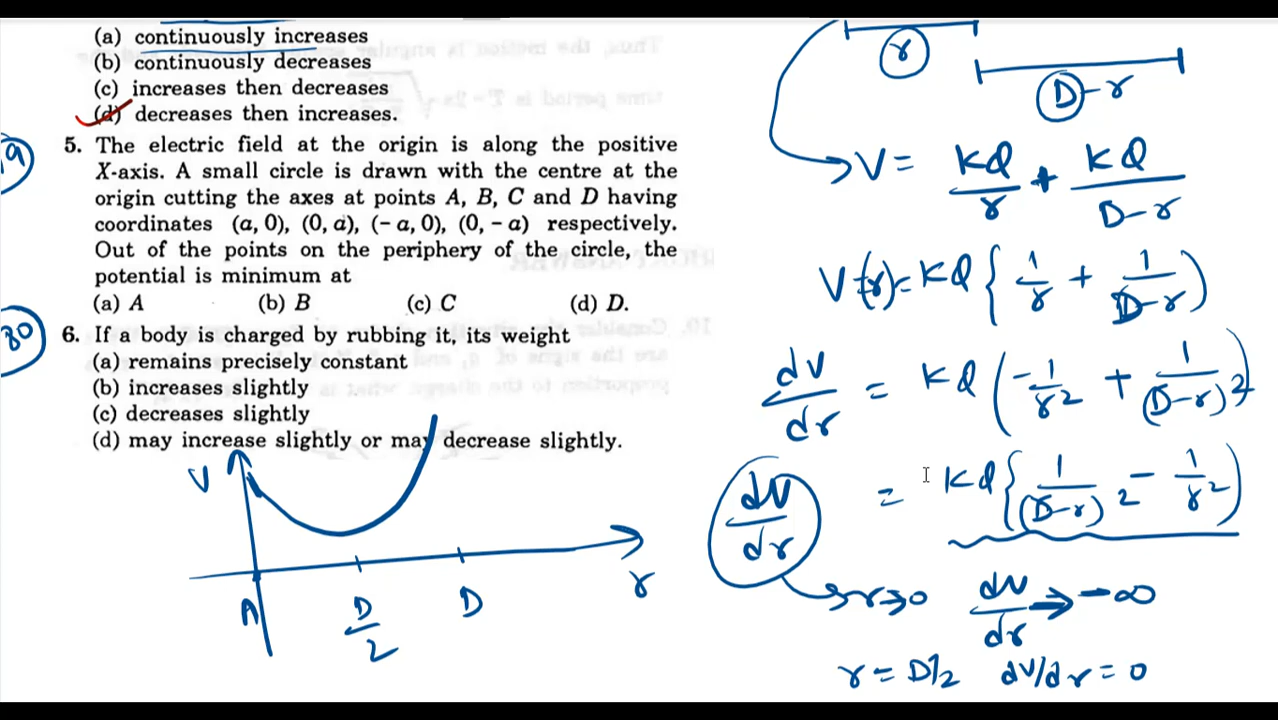 (a) continuously increases
(b) continuously decreases
(c) increases then decreases
(d) decreases then increases.
19
5. The electric field at the origin is along the positive
X-axis. A small circle is drawn with the centre at the
origin cutting the axes at points A, B, C and D having
coordinates (a, 0), (0, a), (– a, 0), (0, – a) respectively.
Out of the points on the periphery of the circle, the
potential is minimum at
(a) A (b) B (c) C (d) D.
80
6. If a body is charged by rubbing it, its weight
(a) remains precisely constant
(b) increases slightly
(c) decreases slightly
(d) may increase slightly or may decrease slightly.
V
A D/2 D r
r
D-r
V = KQ/r + KQ/D-r
V(r) = KQ { 1/r + 1/D-r )
dV/dr = KQ ( -1/r² + 1/(D-r)² )
dV/dr = KQ { 1/(D-r)² - 1/r² )
r→0 dV/dr → -∞
r = D/2 dV/dr = 0